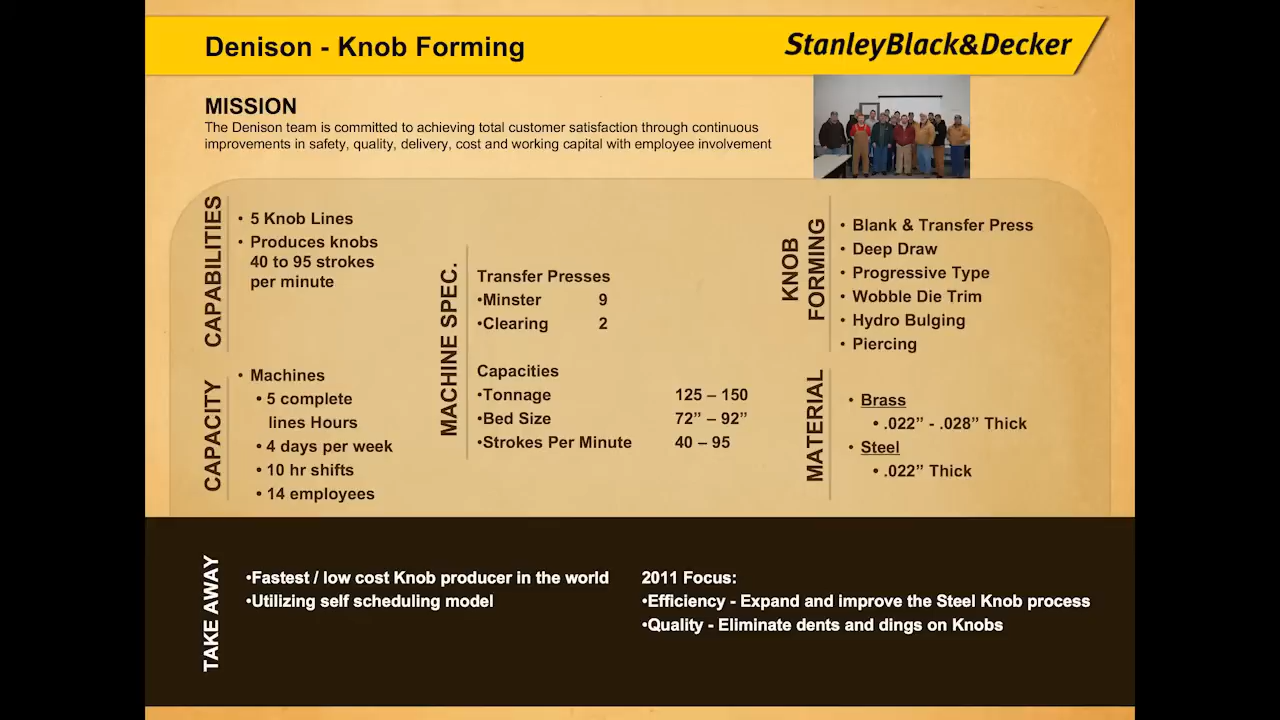 Denison - Knob Forming
StanleyBlack&Decker
MISSION
The Denison team is committed to achieving total customer satisfaction through continuous
improvements in safety, quality, delivery, cost and working capital with employee involvement
CAPABILITIES
• 5 Knob Lines
• Produces knobs
40 to 95 strokes
per minute
CAPACITY
• Machines
• 5 complete
lines Hours
• 4 days per week
• 10 hr shifts
• 14 employees
MACHINE SPEC.
Transfer Presses
•Minster 9
•Clearing 2
Capacities
•Tonnage 125 – 150
•Bed Size 72” – 92”
•Strokes Per Minute 40 – 95
KNOB
FORMING
• Blank & Transfer Press
• Deep Draw
• Progressive Type
• Wobble Die Trim
• Hydro Bulging
• Piercing
MATERIAL
• Brass
• .022” - .028” Thick
• Steel
• .022” Thick
TAKE AWAY
•Fastest / low cost Knob producer in the world
•Utilizing self scheduling model
2011 Focus:
•Efficiency - Expand and improve the Steel Knob process
•Quality - Eliminate dents and dings on Knobs